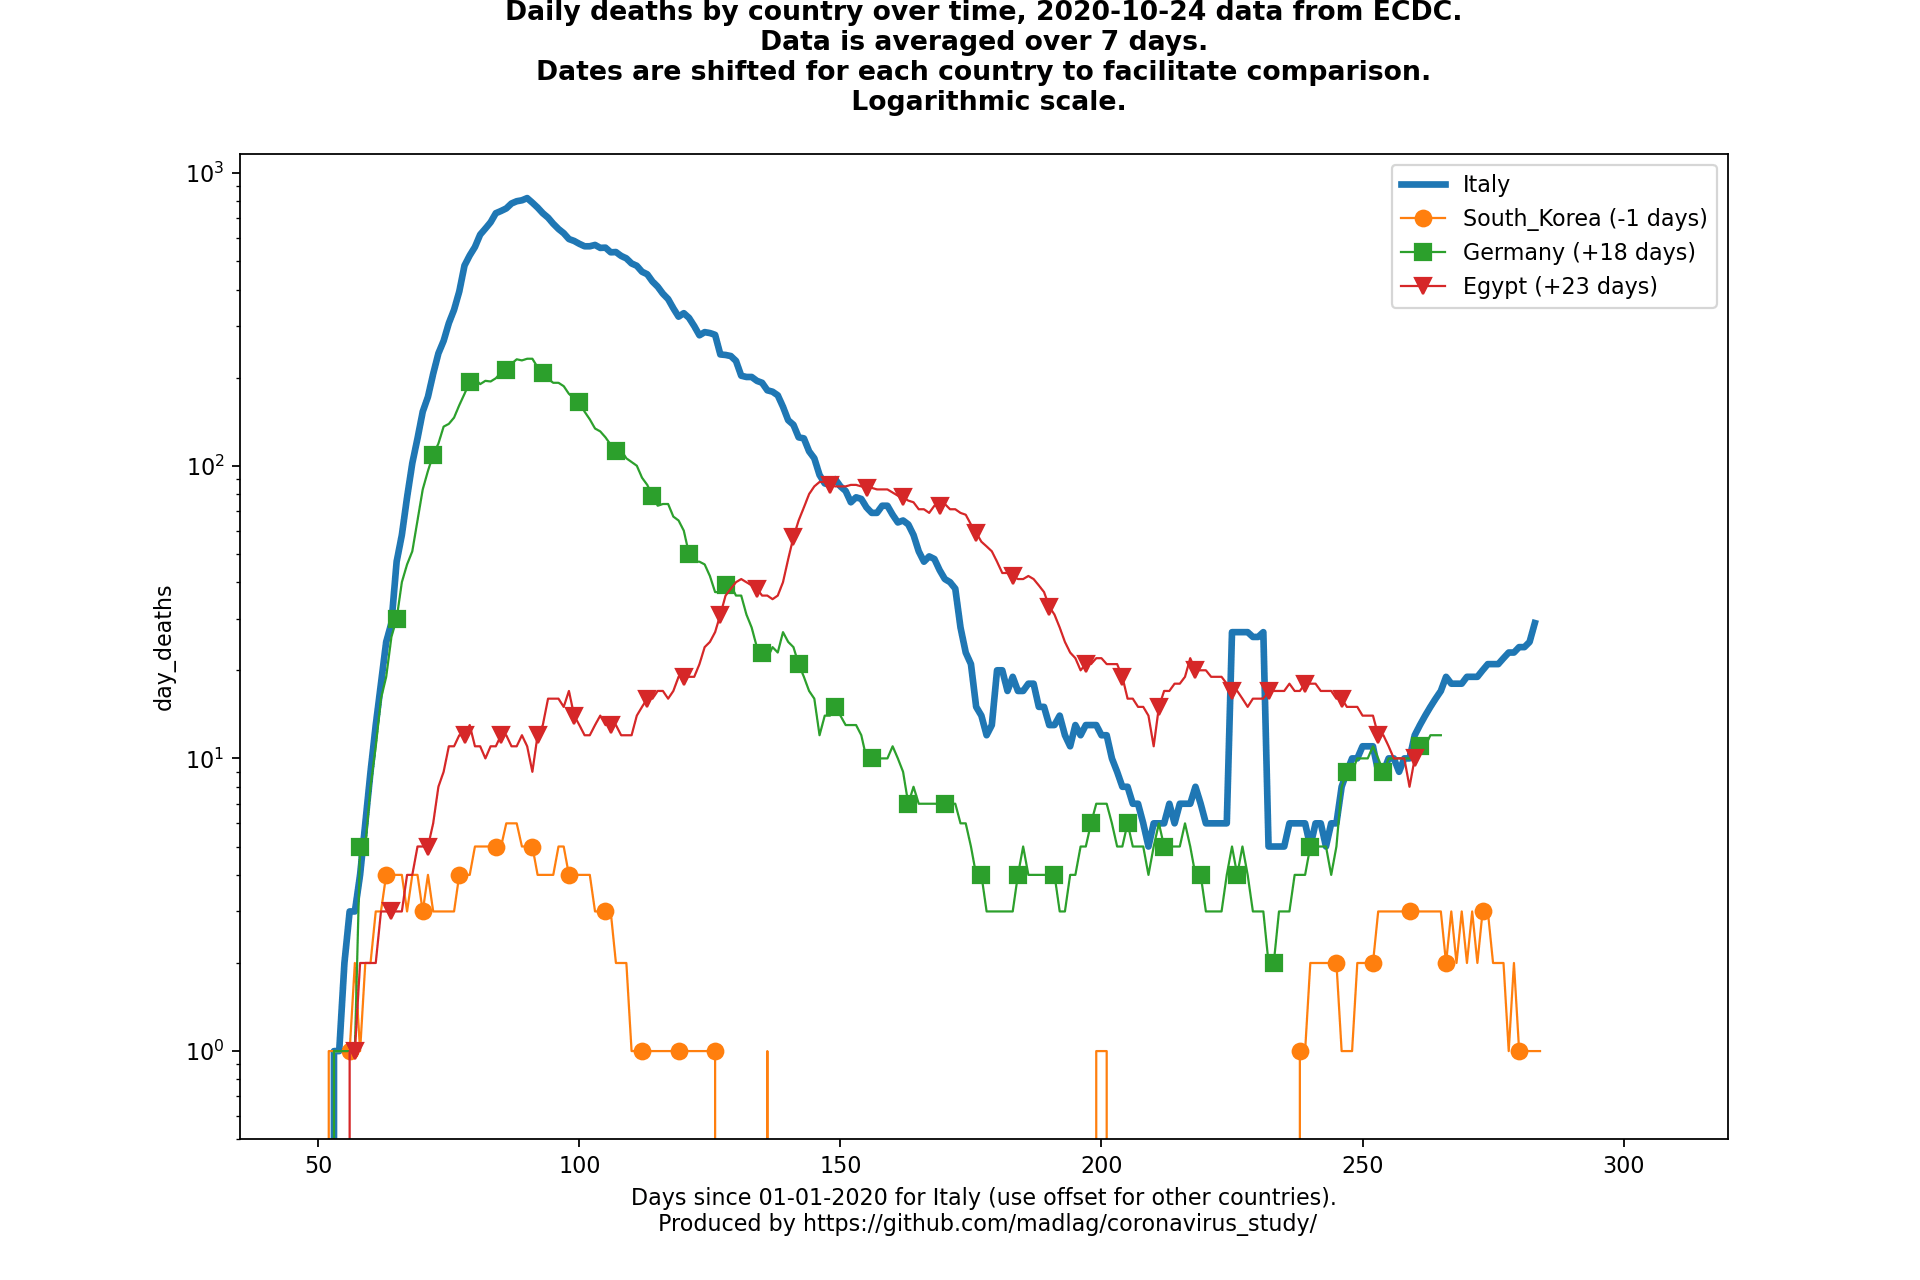 Daily deaths by country over time, 2020-10-24 data from ECDC.
Data is averaged over 7 days.
Dates are shifted for each country to facilitate comparison.
Logarithmic scale.
10³
10²
10¹
10⁰
day_deaths
Italy
South_Korea (-1 days)
Germany (+18 days)
Egypt (+23 days)
50 100 150 200 250 300
Days since 01-01-2020 for Italy (use offset for other countries).
Produced by https://github.com/madlag/coronavirus_study/